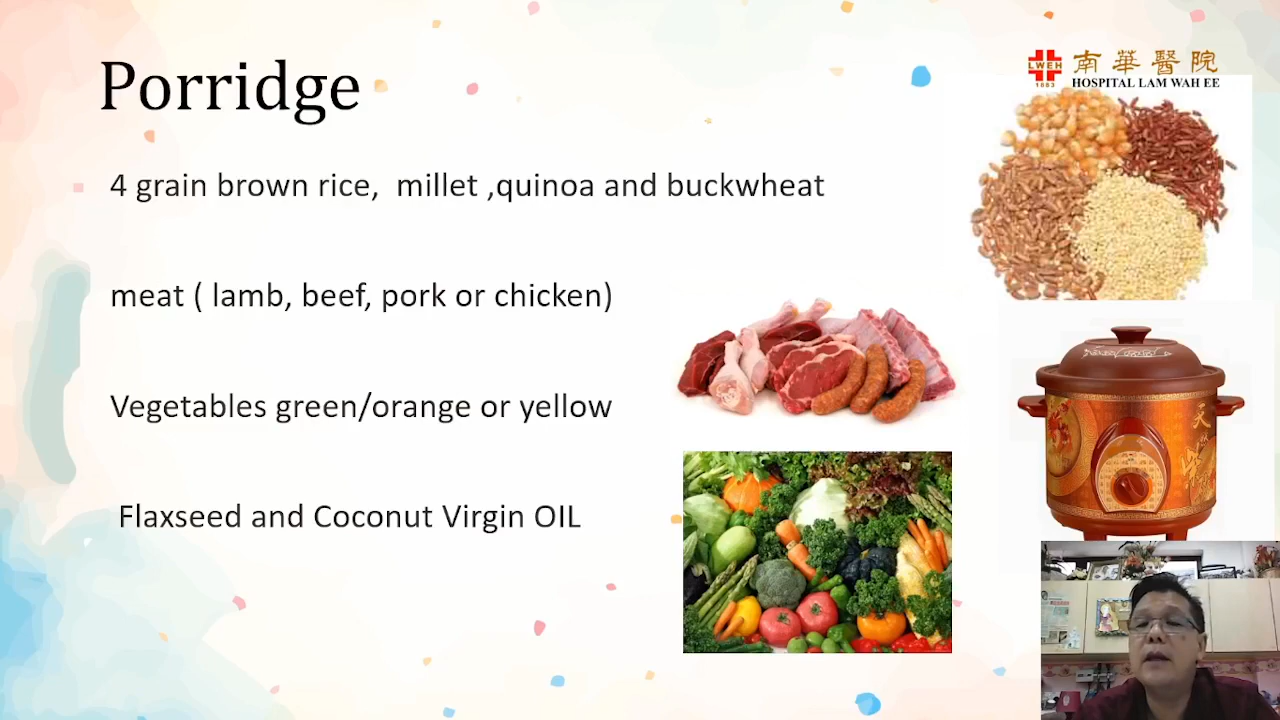 Porridge
LWEH
1883
南華醫院
HOSPITAL LAM WAH EE
4 grain brown rice, millet ,quinoa and buckwheat
meat ( lamb, beef, pork or chicken)
Vegetables green/orange or yellow
Flaxseed and Coconut Virgin OIL